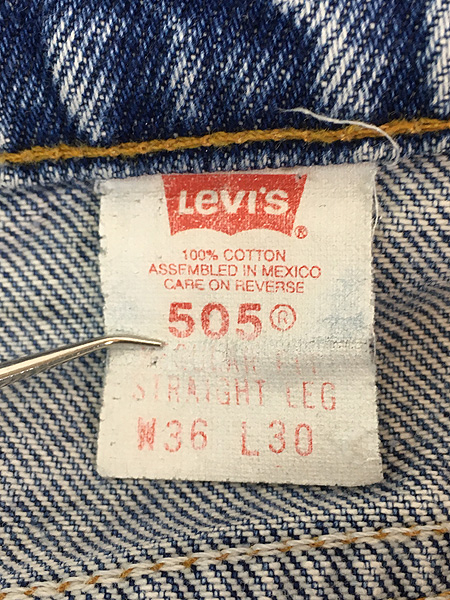 Levi's ®
100% COTTON
ASSEMBLED IN MEXICO
CARE ON REVERSE
505®
STRAIGHT LEG
W36 L30